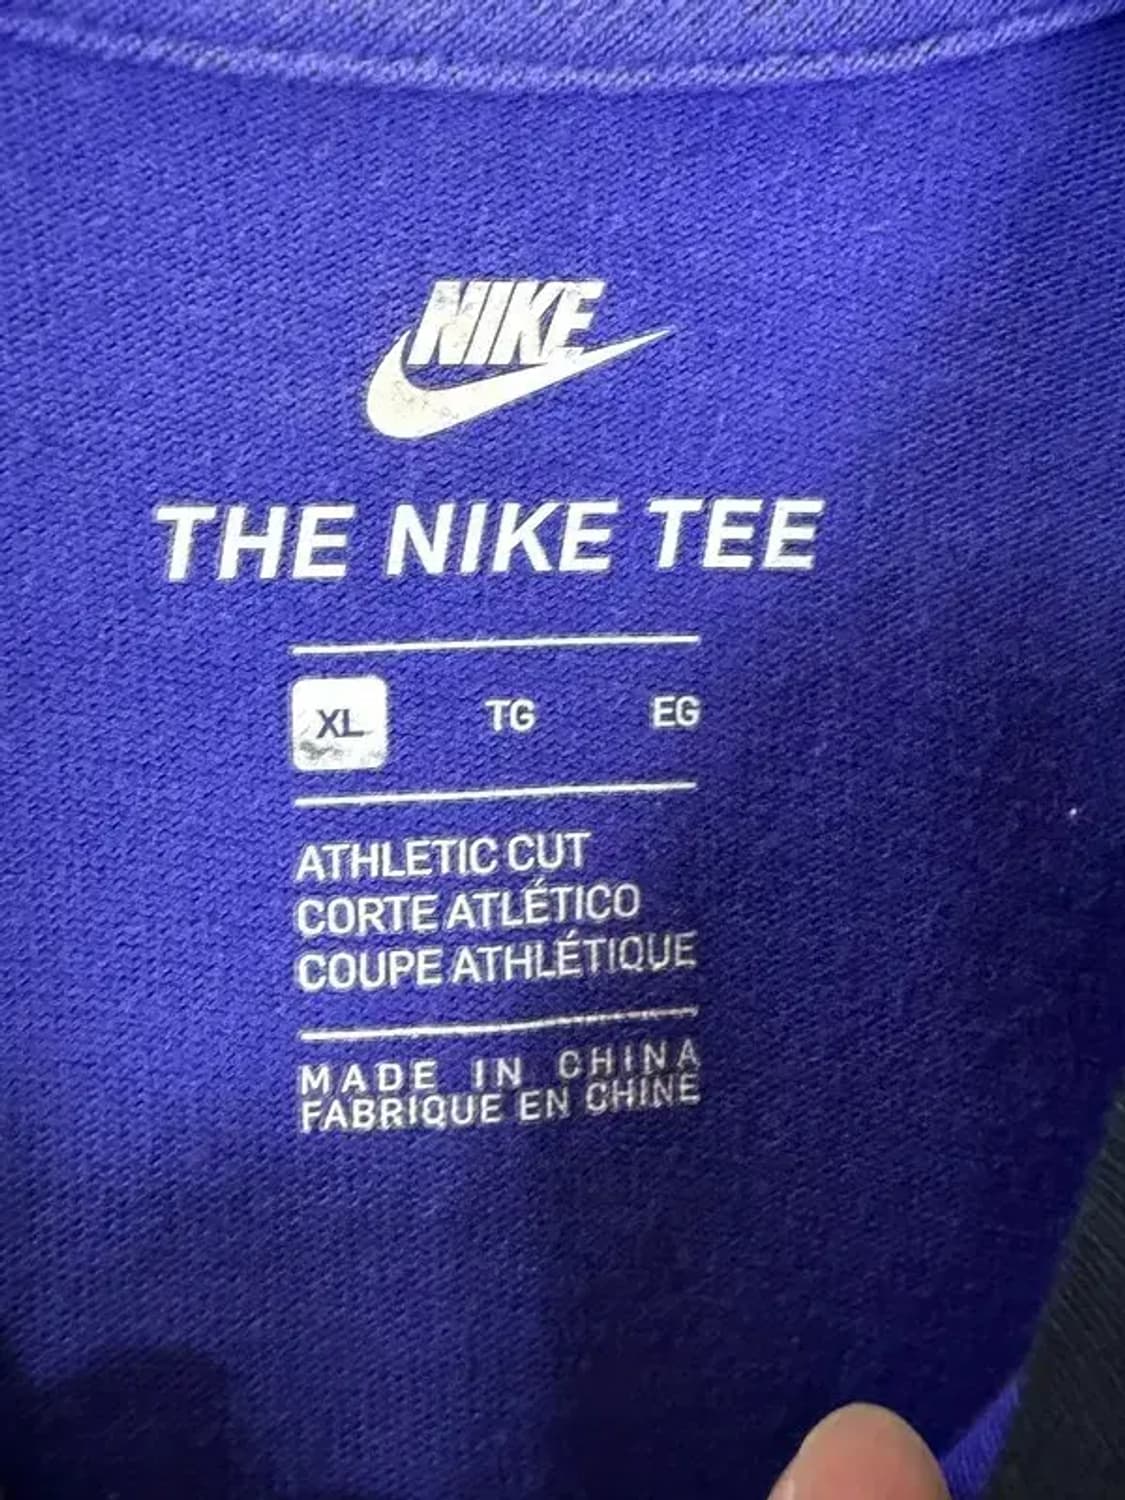 NIKE
THE NIKE TEE
XL TG EG
ATHLETIC CUT
CORTE ATLÉTICO
COUPE ATHLÉTIQUE
MADE IN CHINA
FABRIQUE EN CHINE